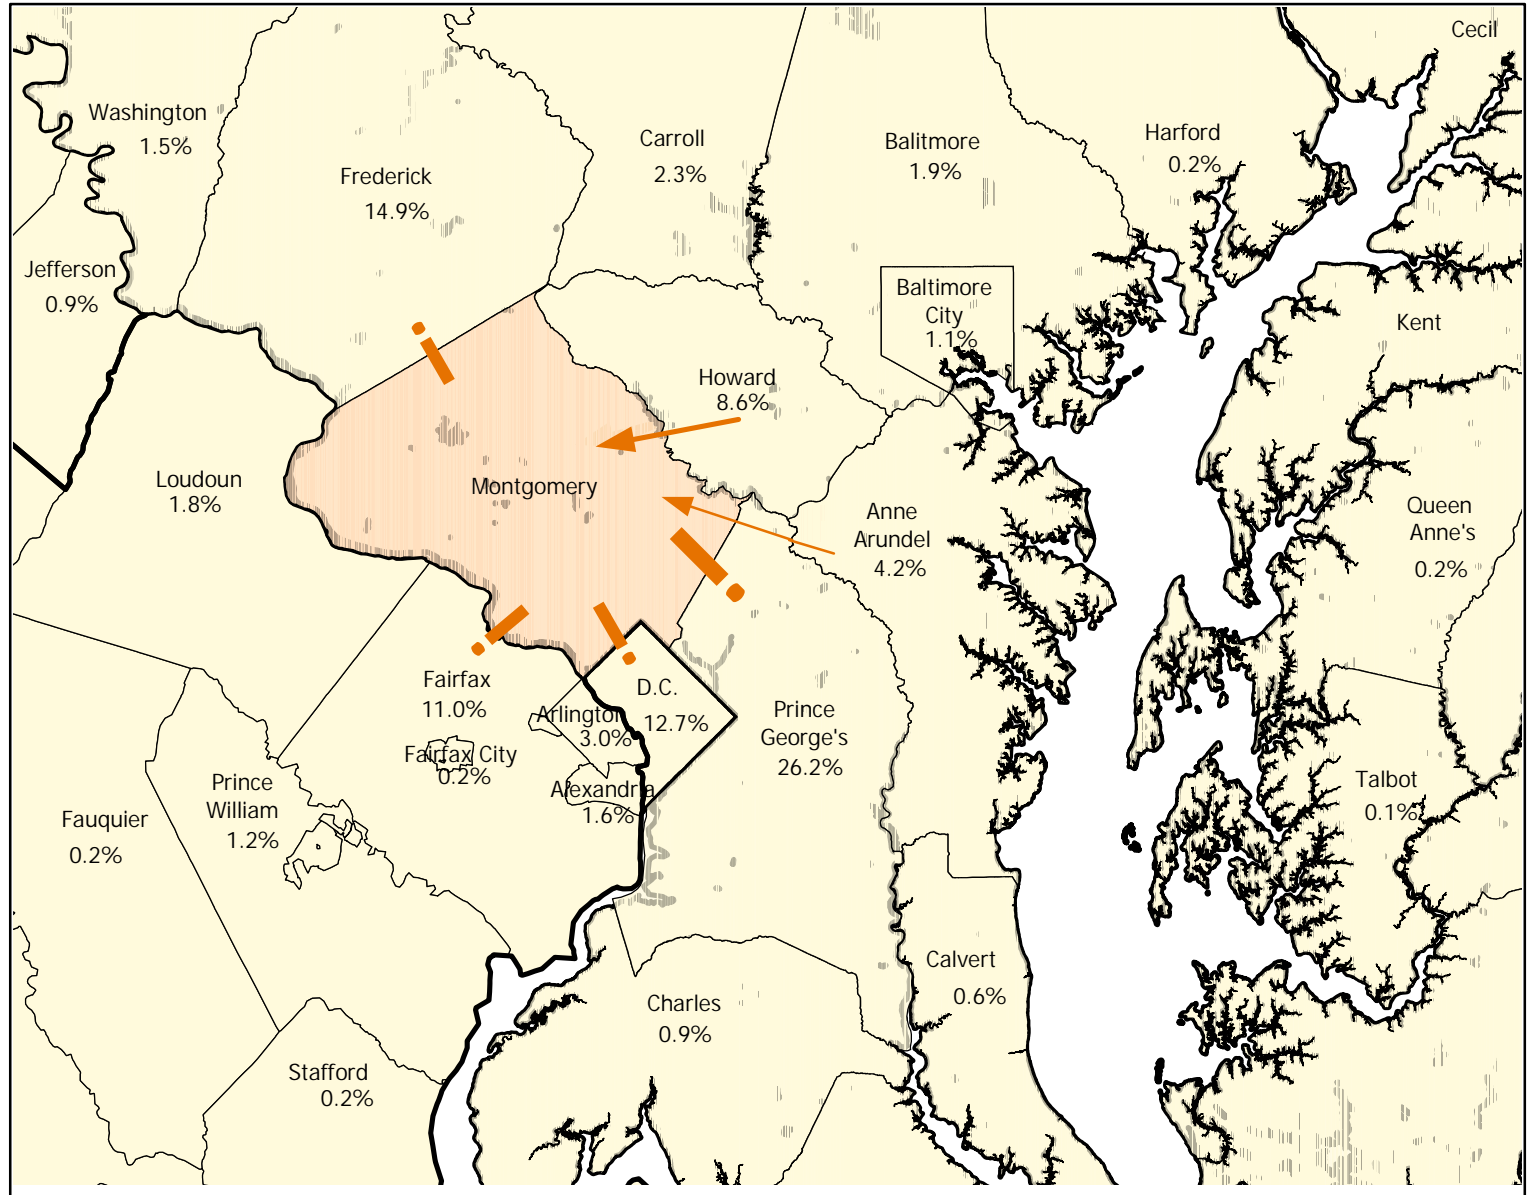 Cecil
Washington
1.5%
Frederick
14.9%
Carroll
2.3%
Balitmore
1.9%
Harford
0.2%
Jefferson
0.9%
Baltimore
City
1.1%
Kent
Howard
8.6%
Loudoun
1.8%
Montgomery
Anne
Arundel
4.2%
Queen
Anne's
0.2%
Fairfax
11.0%
D.C.
12.7%
Arlington
3.0%
Prince
George's
26.2%
Fairfax City
0.2%
Alexandria
1.6%
Prince
William
1.2%
Fauquier
0.2%
Talbot
0.1%
Calvert
0.6%
Charles
0.9%
Stafford
0.2%